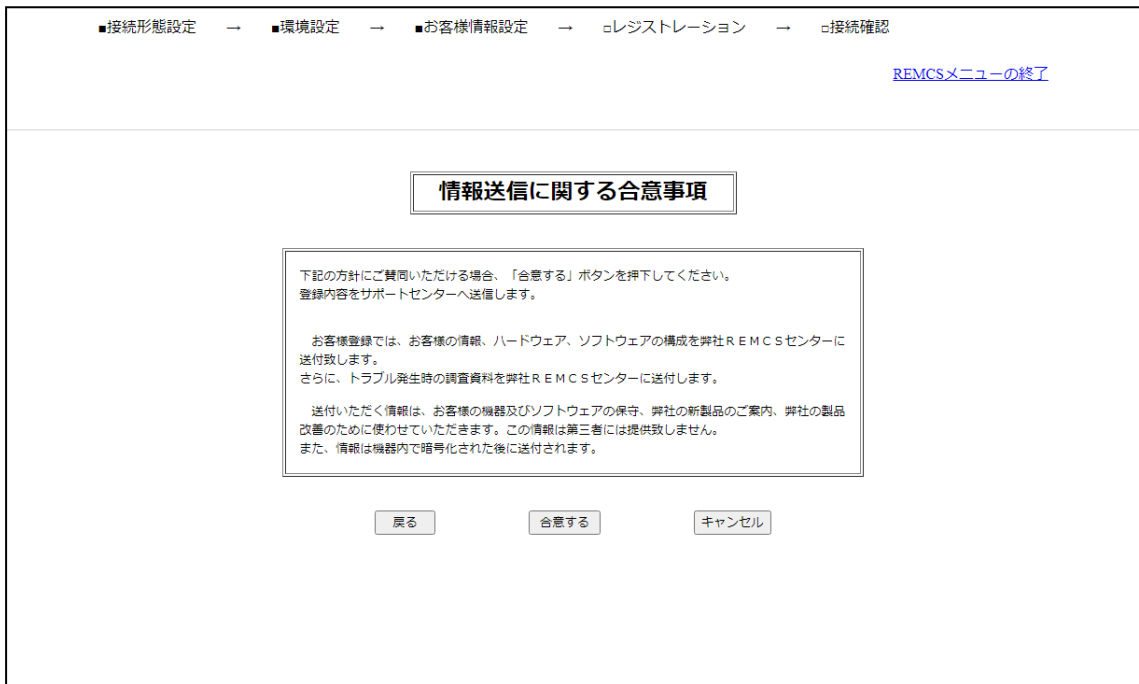 ■接続形態設定 → ■環境設定 → ■お客様情報設定 → □レジストレーション → □接続確認
REMCSメニューの終了
情報送信に関する合意事項
下記の方針にご賛同いただける場合、「合意する」ボタンを押下してください。
登録内容をサポートセンターへ送信します。
お客様登録では、お客様の情報、ハードウェア、ソフトウェアの構成を弊社ＲＥＭＣＳセンターに
送付致します。
さらに、トラブル発生時の調査資料を弊社ＲＥＭＣＳセンターに送付します。
送付いただく情報は、お客様の機器及びソフトウェアの保守、弊社の新製品のご案内、弊社の製品
改善のために使わせていただきます。この情報は第三者には提供致しません。
また、情報は機器内で暗号化された後に送付されます。
戻る 合意する キャンセル